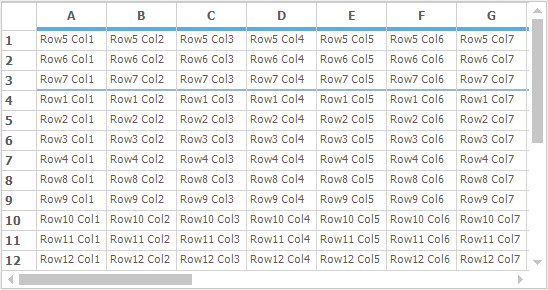 A B C D E F G
1 Row5 Col1 Row5 Col2 Row5 Col3 Row5 Col4 Row5 Col5 Row5 Col6 Row5 Col7
2 Row6 Col1 Row6 Col2 Row6 Col3 Row6 Col4 Row6 Col5 Row6 Col6 Row6 Col7
3 Row7 Col1 Row7 Col2 Row7 Col3 Row7 Col4 Row7 Col5 Row7 Col6 Row7 Col7
4 Row1 Col1 Row1 Col2 Row1 Col3 Row1 Col4 Row1 Col5 Row1 Col6 Row1 Col7
5 Row2 Col1 Row2 Col2 Row2 Col3 Row2 Col4 Row2 Col5 Row2 Col6 Row2 Col7
6 Row3 Col1 Row3 Col2 Row3 Col3 Row3 Col4 Row3 Col5 Row3 Col6 Row3 Col7
7 Row4 Col1 Row4 Col2 Row4 Col3 Row4 Col4 Row4 Col5 Row4 Col6 Row4 Col7
8 Row8 Col1 Row8 Col2 Row8 Col3 Row8 Col4 Row8 Col5 Row8 Col6 Row8 Col7
9 Row9 Col1 Row9 Col2 Row9 Col3 Row9 Col4 Row9 Col5 Row9 Col6 Row9 Col7
10 Row10 Col1 Row10 Col2 Row10 Col3 Row10 Col4 Row10 Col5 Row10 Col6 Row10 Col7
11 Row11 Col1 Row11 Col2 Row11 Col3 Row11 Col4 Row11 Col5 Row11 Col6 Row11 Col7
12 Row12 Col1 Row12 Col2 Row12 Col3 Row12 Col4 Row12 Col5 Row12 Col6 Row12 Col7